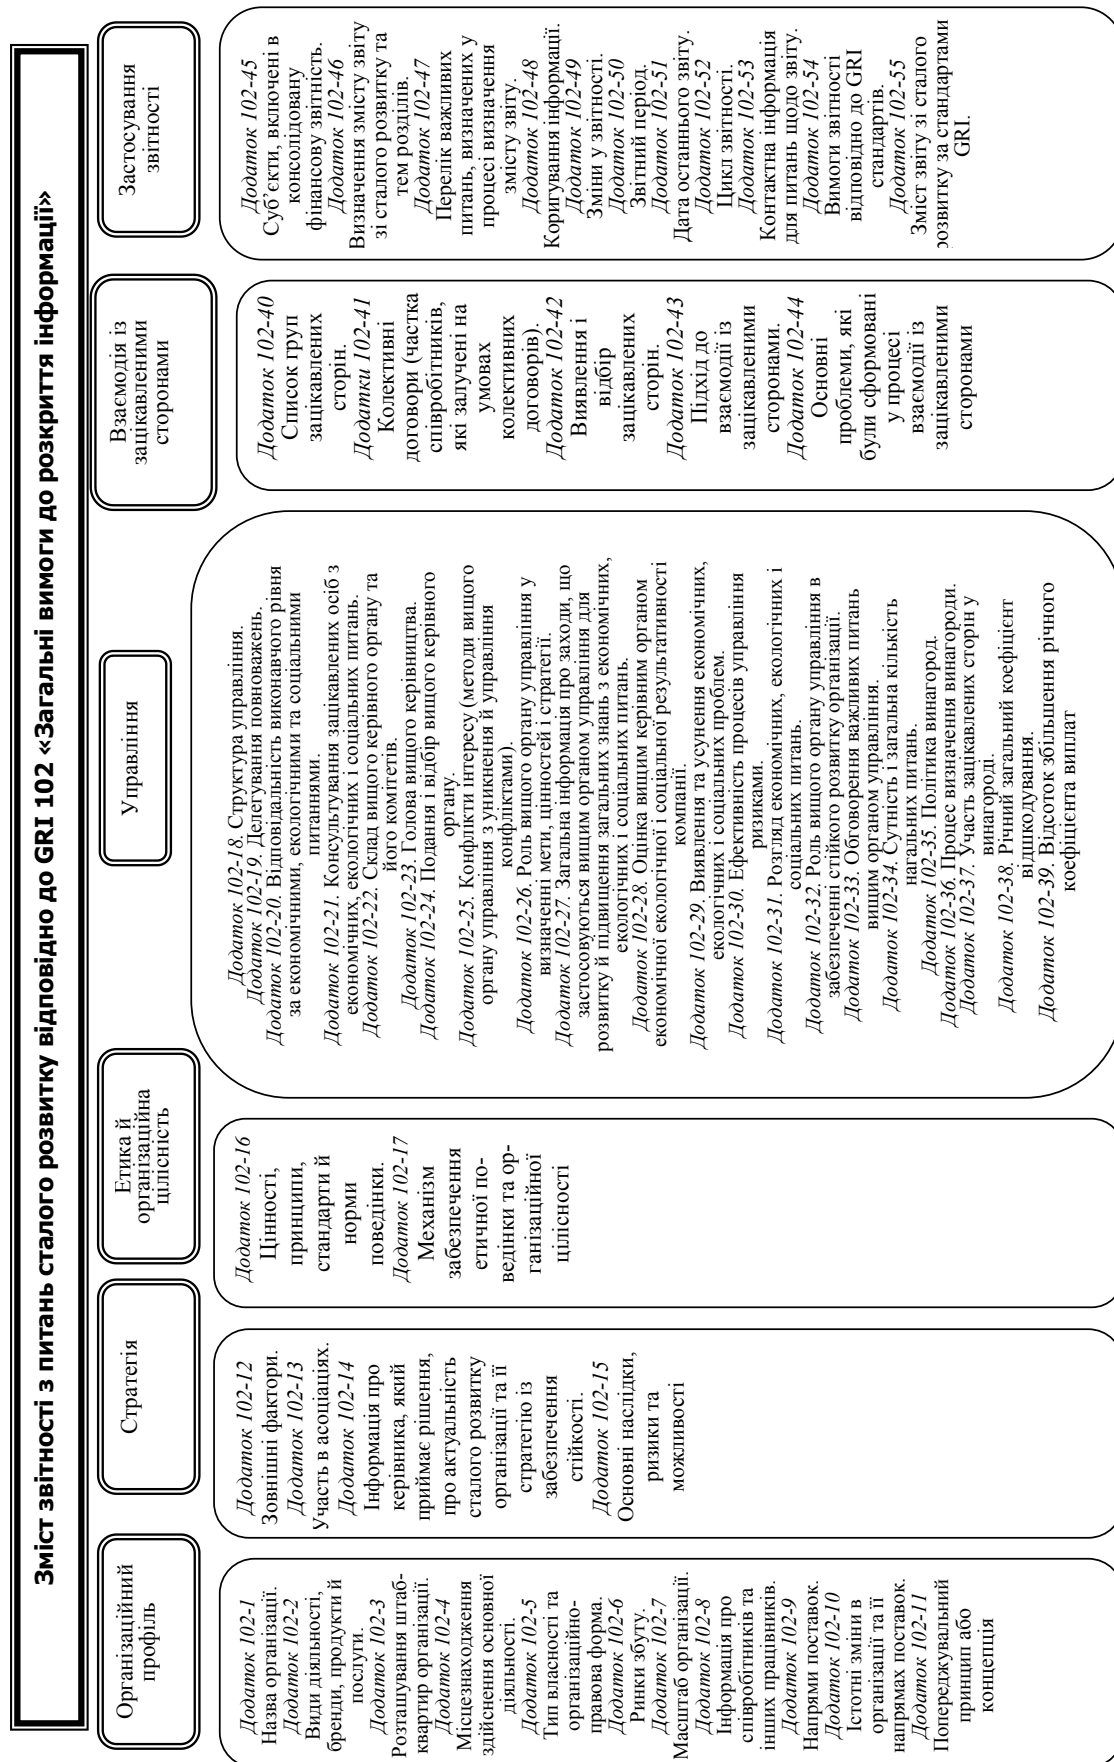 Зміст звітності з питань сталого розвитку відповідно до GRI 102 «Загальні вимоги до розкриття інформації»
Організаційний
профіль
Додаток 102-1
Назва організації.
Додаток 102-2
Види діяльності,
бренди, продукти й
послуги.
Додаток 102-3
Розташування штаб-
квартир організації.
Додаток 102-4
Місцезнаходження
здійснення основної
діяльності.
Додаток 102-5
Тип власності та
організаційно-
правова форма.
Додаток 102-6
Ринки збуту.
Додаток 102-7
Масштаб організації.
Додаток 102-8
Інформація про
співробітників та
інших працівників.
Додаток 102-9
Напрями поставок.
Додаток 102-10
Істотні зміни в
організації та її
напрямах поставок.
Додаток 102-11
Попереджувальний
принцип або
концепція
Стратегія
Додаток 102-12
Зовнішні фактори.
Додаток 102-13
Участь в асоціаціях.
Додаток 102-14
Інформація про
керівника, який
приймає рішення,
про актуальність
сталого розвитку
організації та її
стратегію із
забезпечення
стійкості.
Додаток 102-15
Основні наслідки,
ризики та
можливості
Етика й
організаційна
цілісність
Додаток 102-16
Цінності,
принципи,
стандарти й
норми
поведінки.
Додаток 102-17
Механізм
забезпечення
етичної по-
ведінки та ор-
ганізаційної
цілісності
Управління
Додаток 102-18. Структура управління.
Додаток 102-19. Делегування повноважень.
Додаток 102-20. Відповідальність виконавчого рівня
за економічними, екологічними та соціальними
питаннями.
Додаток 102-21. Консультування зацікавлених осіб з
економічних, екологічних і соціальних питань.
Додаток 102-22. Склад вищого керівного органу та
його комітетів.
Додаток 102-23. Голова вищого керівництва.
Додаток 102-24. Подання і відбір вищого керівного
органу.
Додаток 102-25. Конфлікти інтересу (методи вищого
органу управління з уникнення й управління
конфліктами).
Додаток 102-26. Роль вищого органу управління у
визначенні мети, цінностей і стратегії.
Додаток 102-27. Загальна інформація про заходи, що
застосовуються вищим органом управління для
розвитку й підвищення загальних знань з економічних,
екологічних і соціальних питань.
Додаток 102-28. Оцінка вищим керівним органом
економічної екологічної і соціальної результативності
компанії.
Додаток 102-29. Виявлення та усунення економічних,
екологічних і соціальних проблем.
Додаток 102-30. Ефективність процесів управління
ризиками.
Додаток 102-31. Розгляд економічних, екологічних і
соціальних питань.
Додаток 102-32. Роль вищого органу управління в
забезпеченні стійкого розвитку організації.
Додаток 102-33. Обговорення важливих питань
вищим органом управління.
Додаток 102-34. Сутність і загальна кількість
нагальних питань.
Додаток 102-35. Політика винагород.
Додаток 102-36. Процес визначення винагороди.
Додаток 102-37. Участь зацікавлених сторін у
винагороді.
Додаток 102-38. Річний загальний коефіцієнт
відшкодування.
Додаток 102-39. Відсоток збільшення річного
коефіцієнта виплат
Взаємодія із
зацікавленими
сторонами
Додаток 102-40
Список груп
зацікавлених
сторін.
Додатки 102-41
Колективні
договори (частка
співробітників,
які залучені на
умовах
колективних
договорів).
Додаток 102-42
Виявлення і
відбір
зацікавлених
сторін.
Додаток 102-43
Підхід до
взаємодії із
зацікавленими
сторонами.
Додаток 102-44
Основні
проблеми, які
були сформовані
у процесі
взаємодії із
зацікавленими
сторонами
Застосування
звітності
Додаток 102-45
Суб’єкти, включені в
консолідовану
фінансову звітність.
Додаток 102-46
Визначення змісту звіту
зі сталого розвитку та
тем розділів.
Додаток 102-47
Перелік важливих
питань, визначених у
процесі визначення
змісту звіту.
Додаток 102-48
Коригування інформації.
Додаток 102-49
Зміни у звітності.
Додаток 102-50
Звітний період.
Додаток 102-51
Дата останнього звіту.
Додаток 102-52
Цикл звітності.
Додаток 102-53
Контактна інформація
для питань щодо звіту.
Додаток 102-54
Вимоги звітності
відповідно до GRI
стандартів.
Додаток 102-55
Зміст звіту зі сталого
розвитку за стандартами
GRI.